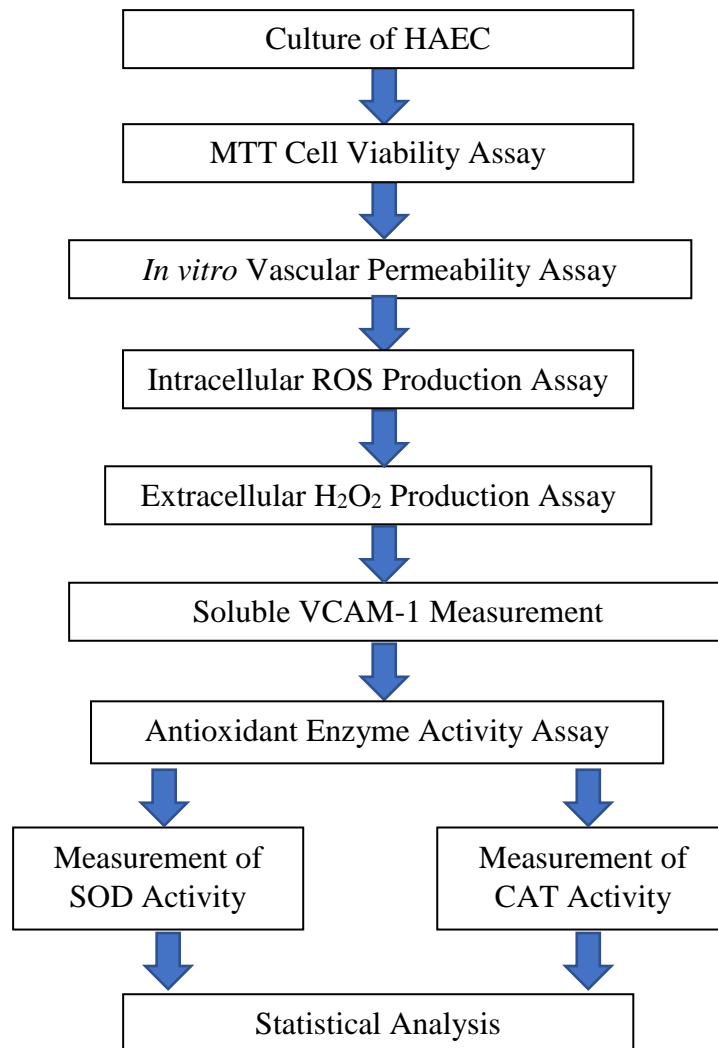 Culture of HAEC
MTT Cell Viability Assay
In vitro Vascular Permeability Assay
Intracellular ROS Production Assay
Extracellular H₂O₂ Production Assay
Soluble VCAM-1 Measurement
Antioxidant Enzyme Activity Assay
Measurement of
SOD Activity
Measurement of
CAT Activity
Statistical Analysis